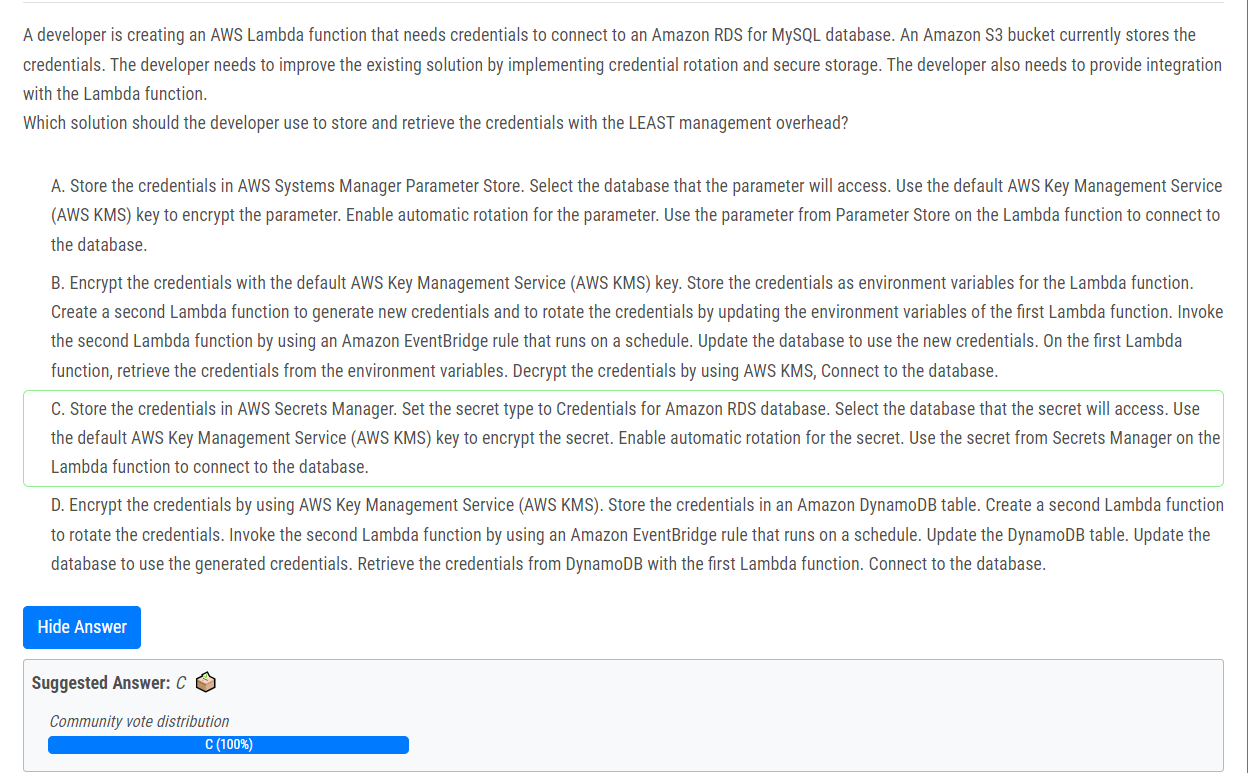 A developer is creating an AWS Lambda function that needs credentials to connect to an Amazon RDS for MySQL database. An Amazon S3 bucket currently stores the
credentials. The developer needs to improve the existing solution by implementing credential rotation and secure storage. The developer also needs to provide integration
with the Lambda function.
Which solution should the developer use to store and retrieve the credentials with the LEAST management overhead?
A. Store the credentials in AWS Systems Manager Parameter Store. Select the database that the parameter will access. Use the default AWS Key Management Service
(AWS KMS) key to encrypt the parameter. Enable automatic rotation for the parameter. Use the parameter from Parameter Store on the Lambda function to connect to
the database.
B. Encrypt the credentials with the default AWS Key Management Service (AWS KMS) key. Store the credentials as environment variables for the Lambda function.
Create a second Lambda function to generate new credentials and to rotate the credentials by updating the environment variables of the first Lambda function. Invoke
the second Lambda function by using an Amazon EventBridge rule that runs on a schedule. Update the database to use the new credentials. On the first Lambda
function, retrieve the credentials from the environment variables. Decrypt the credentials by using AWS KMS, Connect to the database.
C. Store the credentials in AWS Secrets Manager. Set the secret type to Credentials for Amazon RDS database. Select the database that the secret will access. Use
the default AWS Key Management Service (AWS KMS) key to encrypt the secret. Enable automatic rotation for the secret. Use the secret from Secrets Manager on the
Lambda function to connect to the database.
D. Encrypt the credentials by using AWS Key Management Service (AWS KMS). Store the credentials in an Amazon DynamoDB table. Create a second Lambda function
to rotate the credentials. Invoke the second Lambda function by using an Amazon EventBridge rule that runs on a schedule. Update the DynamoDB table. Update the
database to use the generated credentials. Retrieve the credentials from DynamoDB with the first Lambda function. Connect to the database.
Hide Answer
Suggested Answer: C
Community vote distribution
C (100%)